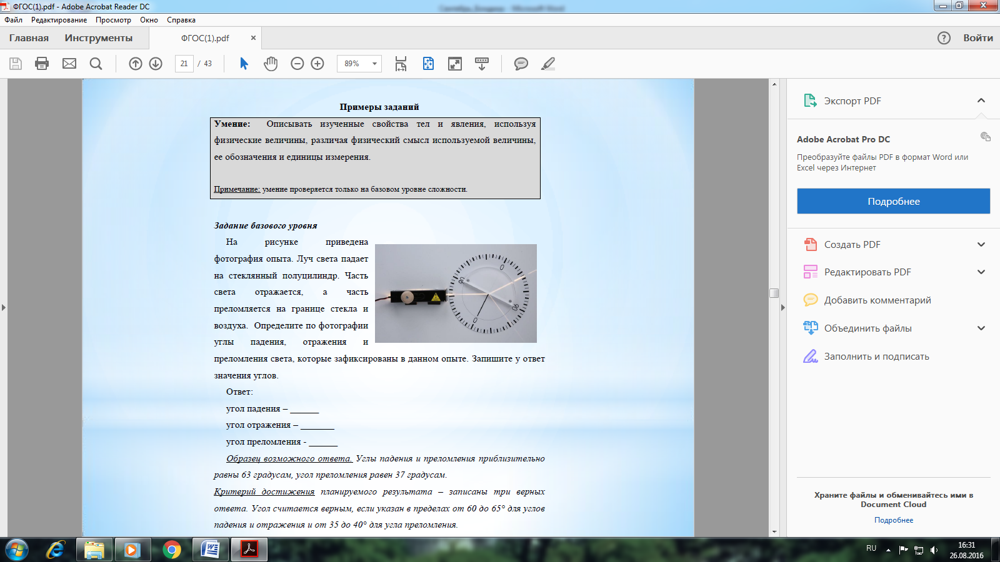 ФГОС(1).pdf - Adobe Acrobat Reader DC
Файл Редактирование Просмотр Окно Справка
Главная Инструменты ФГОС(1).pdf × Войти
21 / 43 89%
Примеры заданий
Умение: Описывать изученные свойства тел и явления, используя
физические величины, различая физический смысл используемой величины,
ее обозначения и единицы измерения.
Примечание: умение проверяется только на базовом уровне сложности.
Задание базового уровня
На рисунке приведена
фотография опыта. Луч света падает
на стеклянный полуцилиндр. Часть
света отражается, а часть
преломляется на границе стекла и
воздуха. Определите по фотографии
углы падения, отражения и
преломления света, которые зафиксированы в данном опыте. Запишите у ответ
значения углов.
0
90
90
0
Ответ:
угол падения – ______
угол отражения – _______
угол преломления - ______
Образец возможного ответа. Углы падения и преломления приблизительно
равны 63 градусам, угол преломления равен 37 градусам.
Критерий достижения планируемого результата – записаны три верных
ответа. Угол считается верным, если указан в пределах от 60 до 65° для углов
падения и отражения и от 35 до 40° для угла преломления.
Экспорт PDF
Adobe Acrobat Pro DC
Преобразуйте файлы PDF в формат Word или
Excel через Интернет
Подробнее
Создать PDF
Редактировать PDF
Добавить комментарий
Объединить файлы
Заполнить и подписать
Храните файлы и обменивайтесь ими в
Document Cloud
Подробнее
RU 16:31
26.08.2016